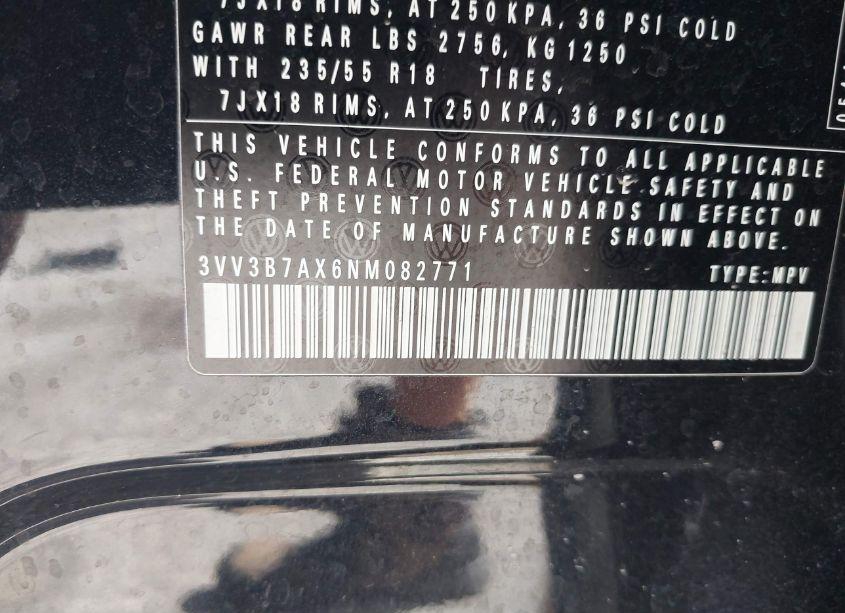 7JX18 RIMS, AT 250 KPA, 36 PSI COLD
GAWR REAR LBS 2756, KG 1250
WITH 235/55 R18 TIRES,
7JX18 RIMS, AT 250 KPA, 36 PSI COLD
THIS VEHICLE CONFORMS TO ALL APPLICABLE
U.S. FEDERAL MOTOR VEHICLE SAFETY AND
THEFT PREVENTION STANDARDS IN EFFECT ON
THE DATE OF MANUFACTURE SHOWN ABOVE.
3VV3B7AX6NM082771 TYPE:MPV